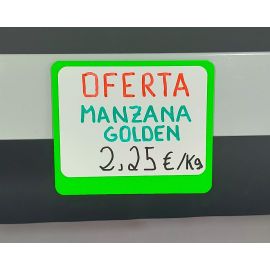 OFERTA
MANZANA
GOLDEN
2,25 €/Kg